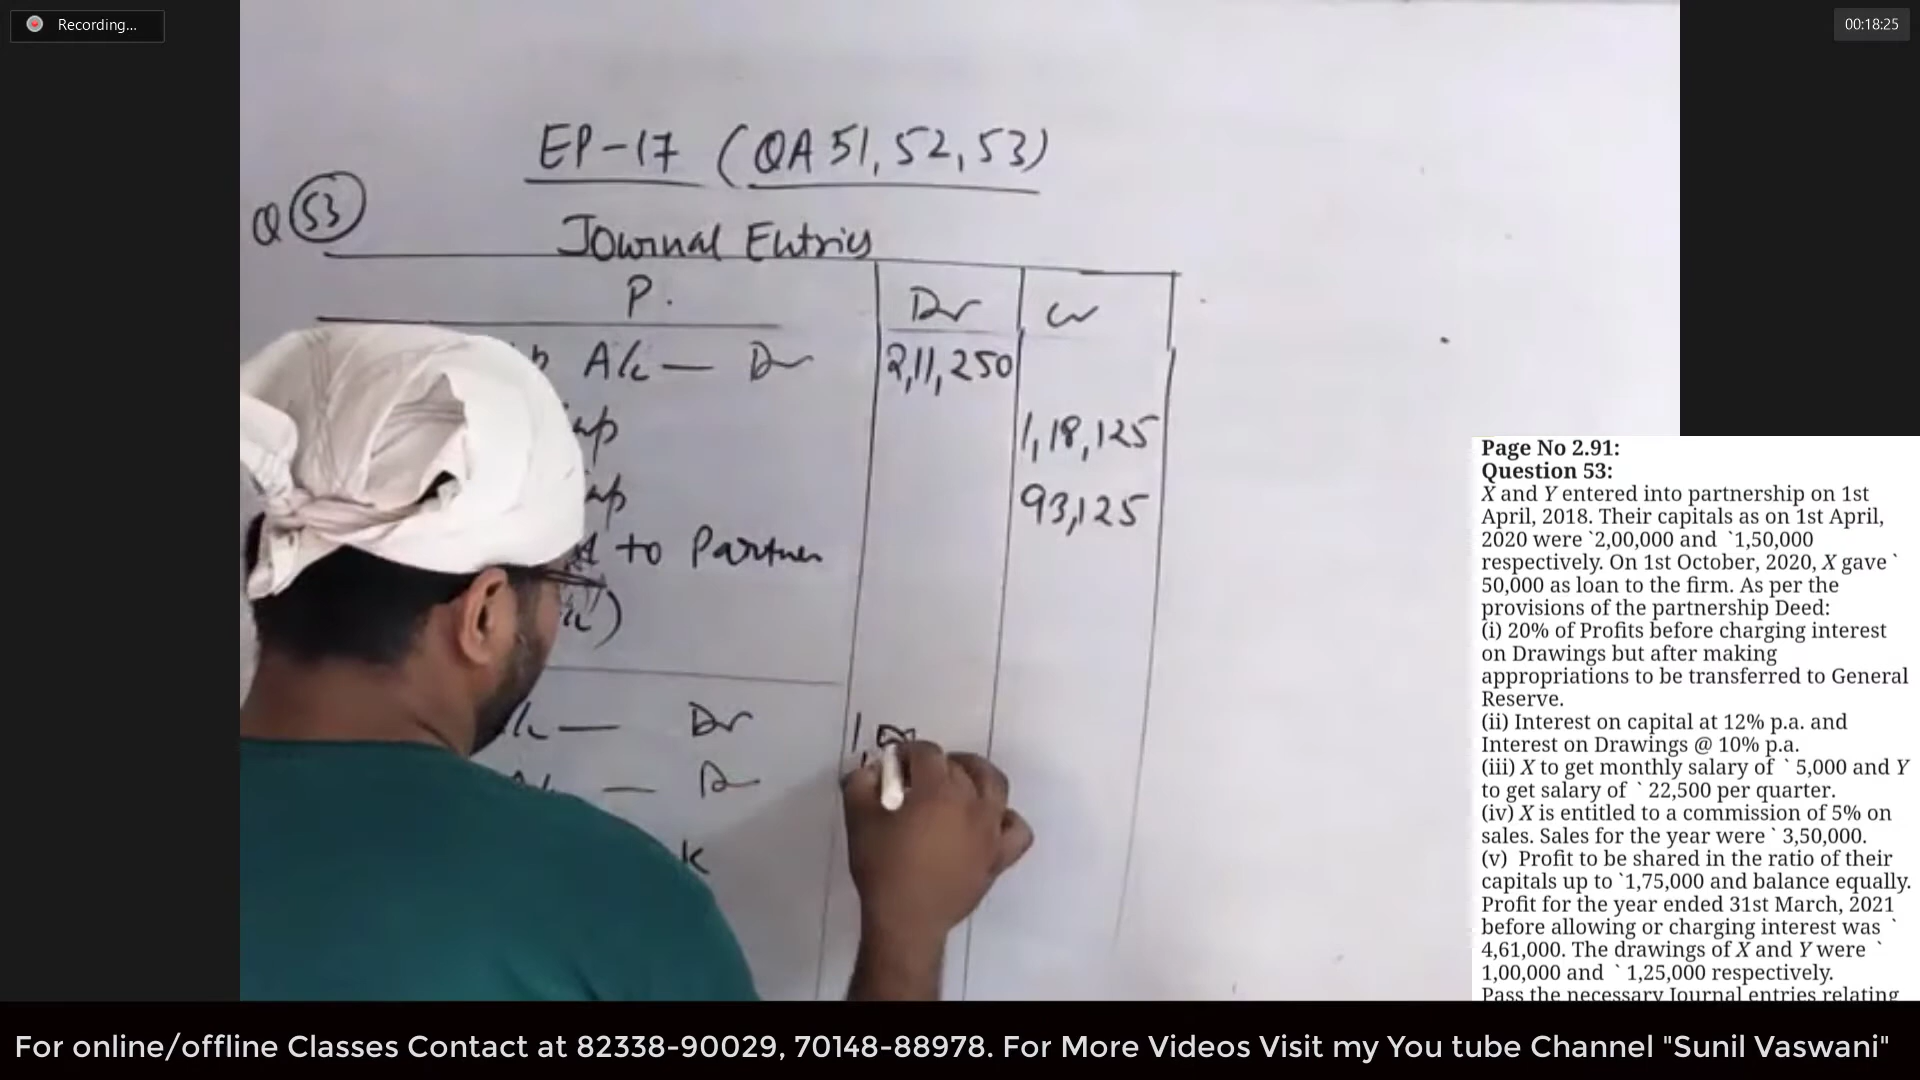 Recording...
00:18:25
EP-17 (QA 51, 52, 53)
Q 53
Journal Entries
P. Dr Cr
A/c — Dr 2,11,250
1,18,125
93,125
to Partner
— Dr
— Dr
Page No 2.91:
Question 53:
X and Y entered into partnership on 1st
April, 2018. Their capitals as on 1st April,
2020 were `2,00,000 and `1,50,000
respectively. On 1st October, 2020, X gave `
50,000 as loan to the firm. As per the
provisions of the partnership Deed:
(i) 20% of Profits before charging interest
on Drawings but after making
appropriations to be transferred to General
Reserve.
(ii) Interest on capital at 12% p.a. and
Interest on Drawings @ 10% p.a.
(iii) X to get monthly salary of ` 5,000 and Y
to get salary of ` 22,500 per quarter.
(iv) X is entitled to a commission of 5% on
sales. Sales for the year were ` 3,50,000.
(v) Profit to be shared in the ratio of their
capitals up to `1,75,000 and balance equally.
Profit for the year ended 31st March, 2021
before allowing or charging interest was `
4,61,000. The drawings of X and Y were `
1,00,000 and ` 1,25,000 respectively.
Pass the necessary Journal entries relating
For online/offline Classes Contact at 82338-90029, 70148-88978. For More Videos Visit my You tube Channel "Sunil Vaswani"